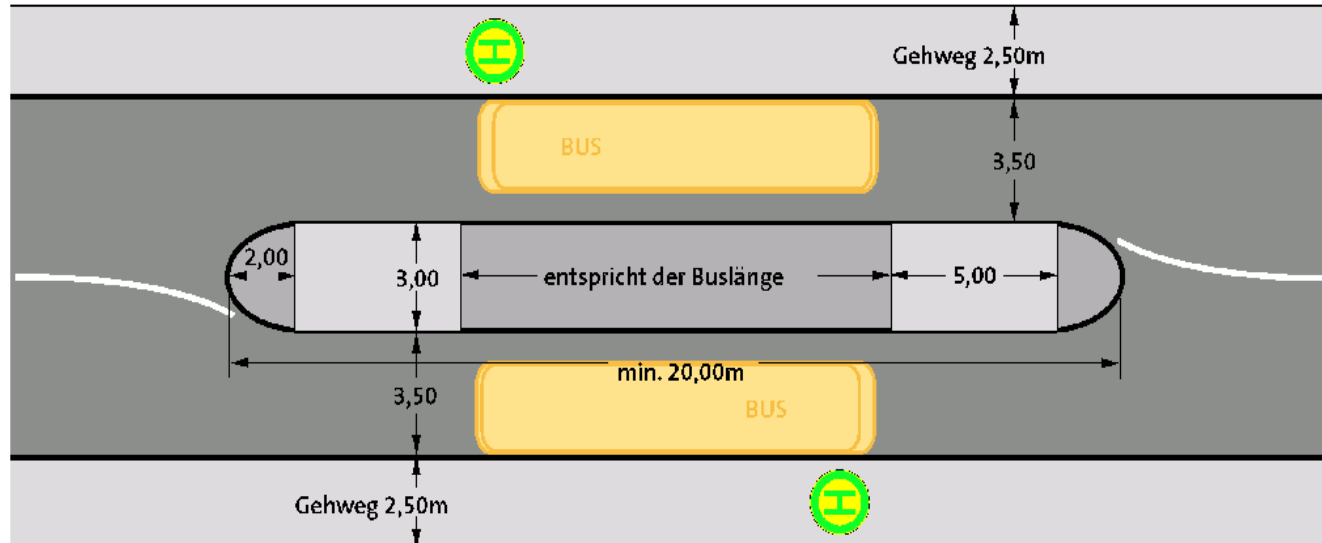 H
Gehweg 2,50m
BUS
3,50
2,00
3,00
entspricht der Buslänge
5,00
min. 20,00m
3,50
BUS
Gehweg 2,50m
H